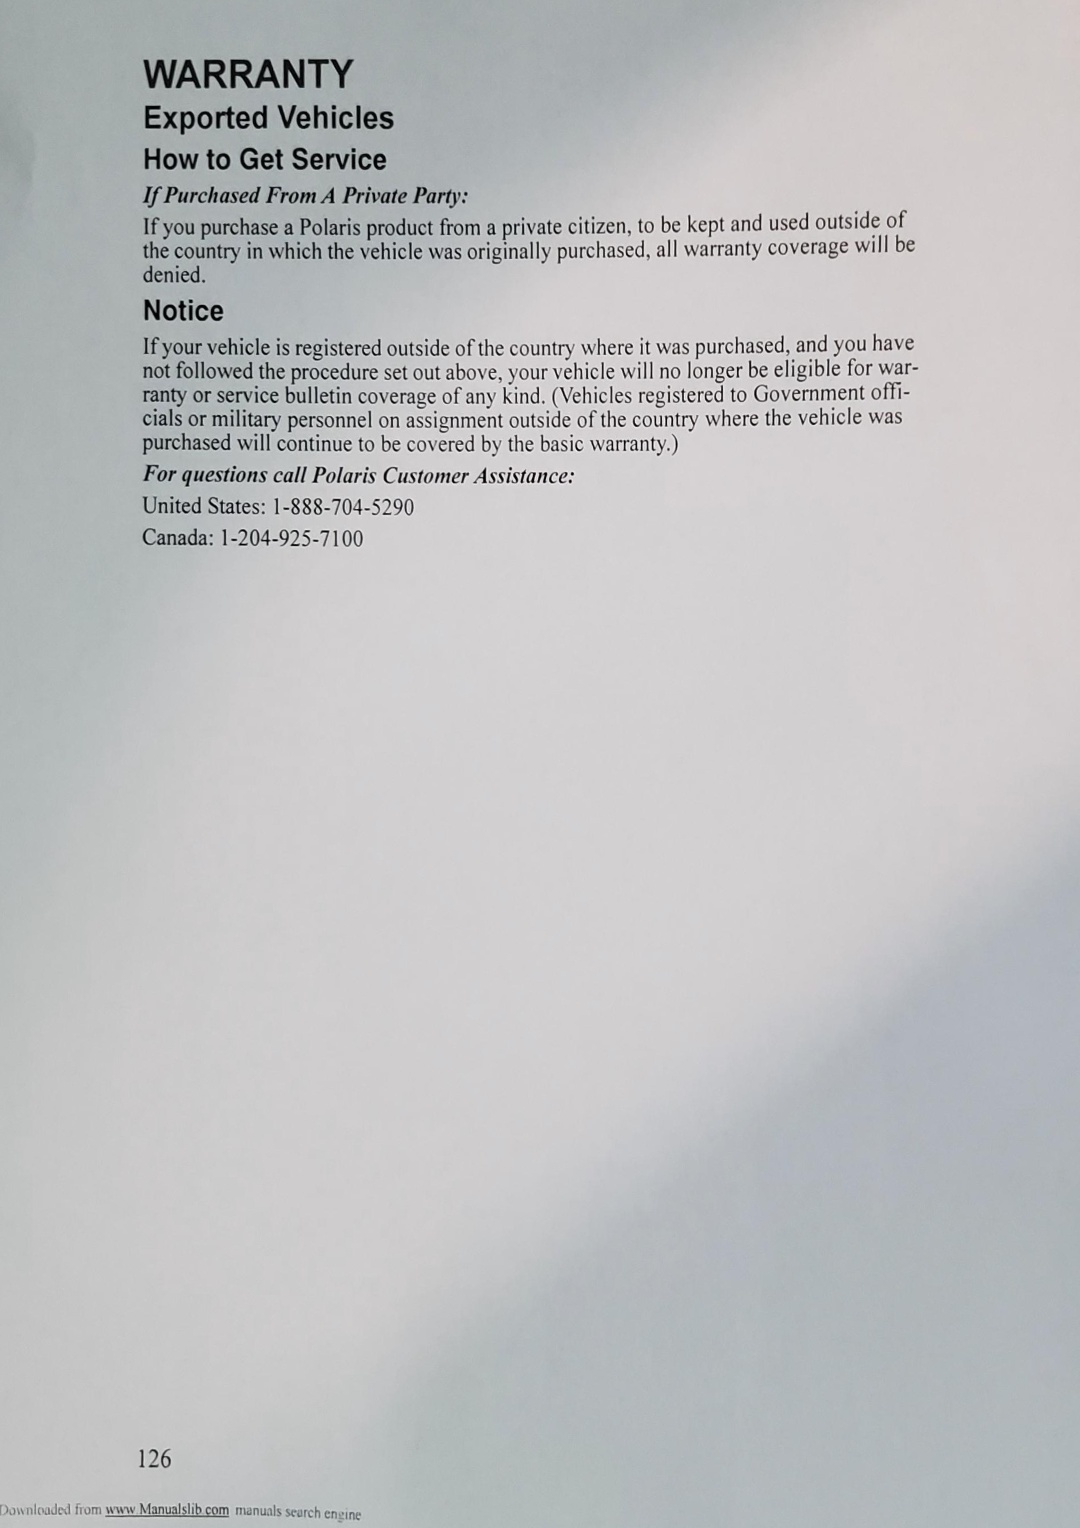 WARRANTY
Exported Vehicles
How to Get Service
If Purchased From A Private Party:
If you purchase a Polaris product from a private citizen, to be kept and used outside of
the country in which the vehicle was originally purchased, all warranty coverage will be
denied.
Notice
If your vehicle is registered outside of the country where it was purchased, and you have
not followed the procedure set out above, your vehicle will no longer be eligible for war-
ranty or service bulletin coverage of any kind. (Vehicles registered to Government offi-
cials or military personnel on assignment outside of the country where the vehicle was
purchased will continue to be covered by the basic warranty.)
For questions call Polaris Customer Assistance:
United States: 1-888-704-5290
Canada: 1-204-925-7100
126
Downloaded from www.Manualslib.com manuals search engine